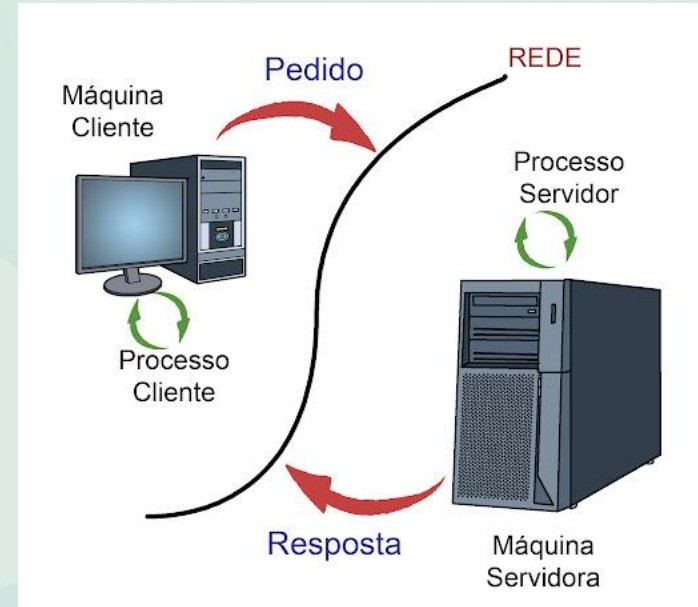 Pedido
REDE
Máquina
Cliente
Processo
Servidor
Processo
Cliente
Resposta
Máquina
Servidora